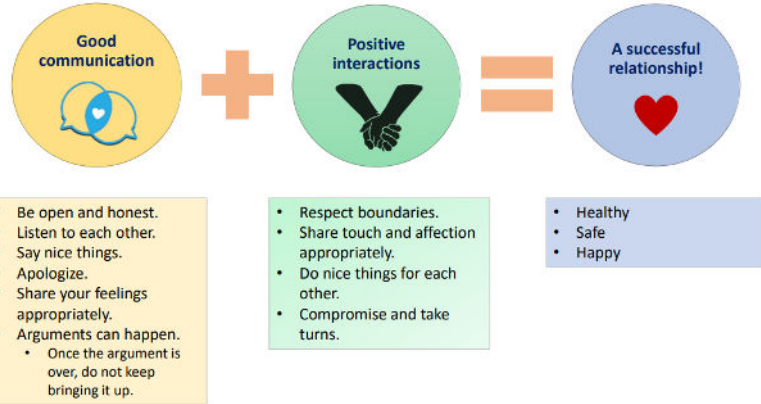 Good
communication
Positive
interactions
A successful
relationship!
Be open and honest.
Listen to each other.
Say nice things.
Apologize.
Share your feelings
appropriately.
Arguments can happen.
• Once the argument is
over, do not keep
bringing it up.
• Respect boundaries.
• Share touch and affection
appropriately.
• Do nice things for each
other.
• Compromise and take
turns.
• Healthy
• Safe
• Happy